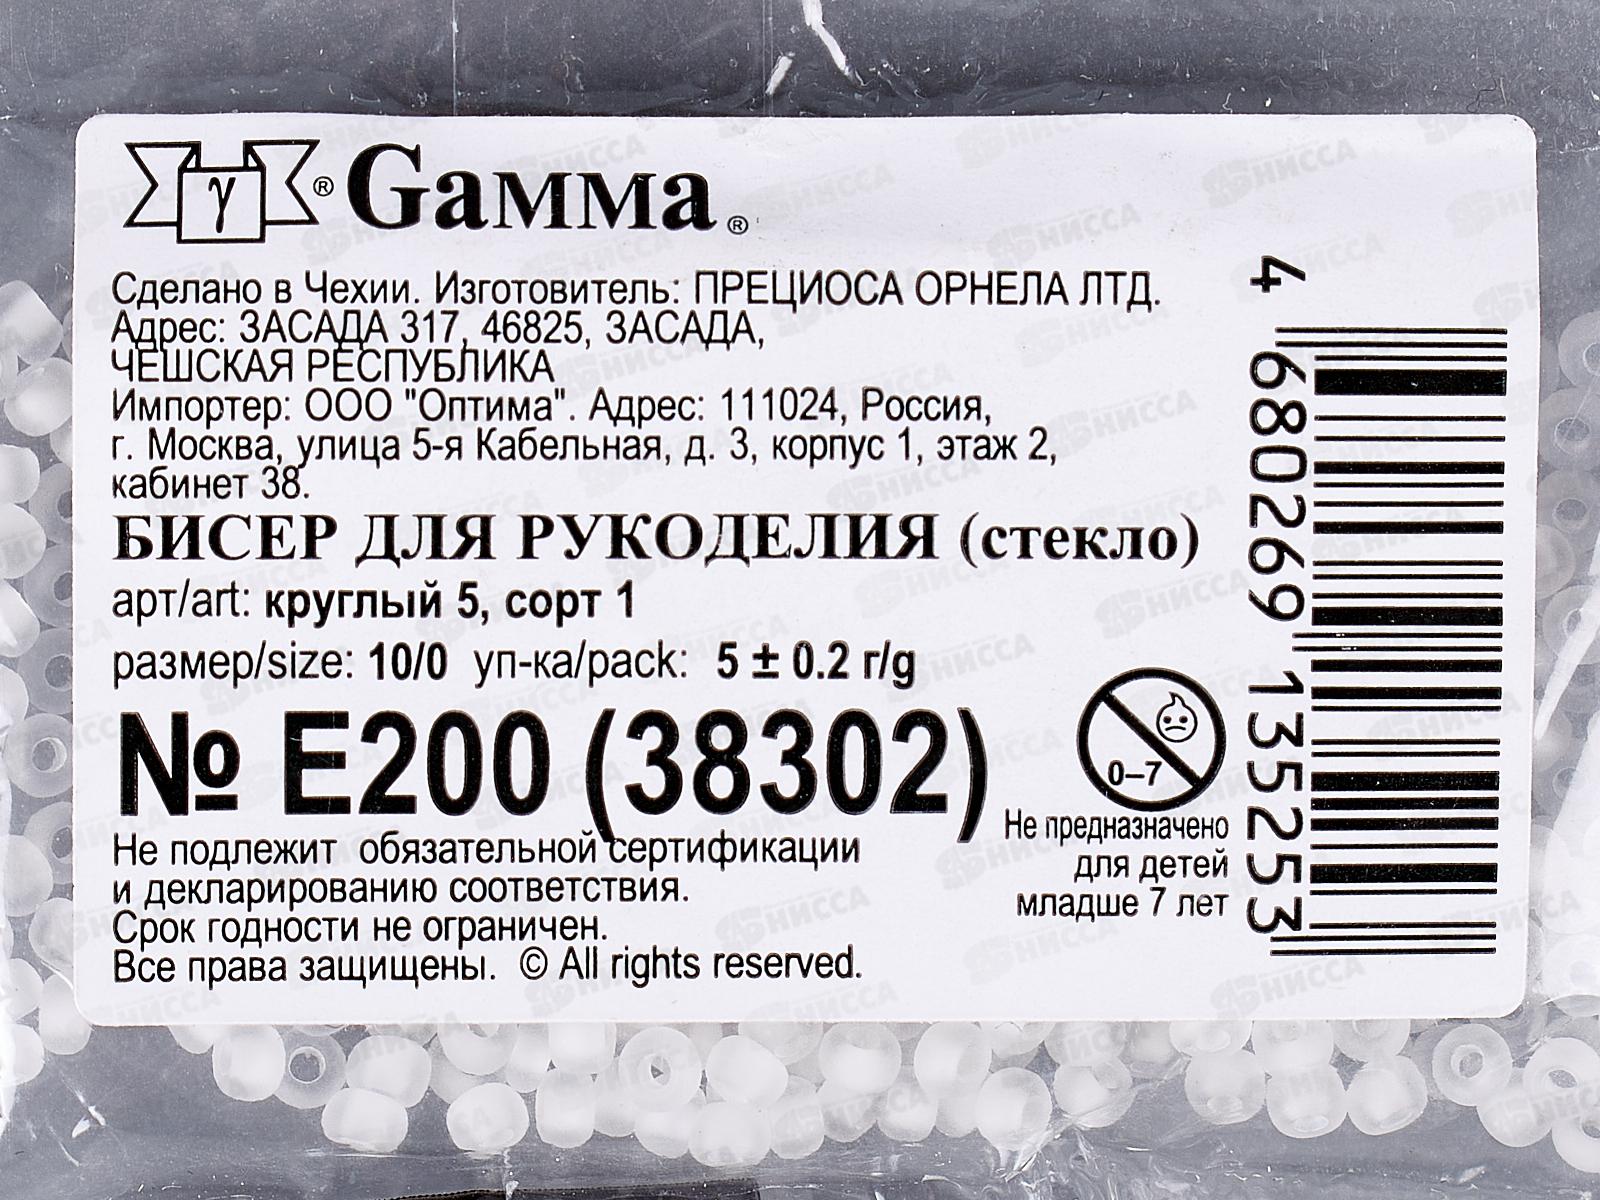 γ ® Gамма ®
Сделано в Чехии. Изготовитель: ПРЕЦИОСА ОРНЕЛА ЛТД.
Адрес: ЗАСАДА 317, 46825, ЗАСАДА,
ЧЕШСКАЯ РЕСПУБЛИКА
Импортер: ООО "Оптима". Адрес: 111024, Россия,
г. Москва, улица 5-я Кабельная, д. 3, корпус 1, этаж 2,
кабинет 38.
БИСЕР ДЛЯ РУКОДЕЛИЯ (стекло)
арт/art: круглый 5, сорт 1
размер/size: 10/0 уп-ка/pack: 5 ± 0.2 г/g
№ E200 (38302)
Не подлежит обязательной сертификации
и декларированию соответствия.
Срок годности не ограничен.
Все права защищены. © All rights reserved.
0–7
Не предназначено
для детей
младше 7 лет
4 680269 135253
НИССА